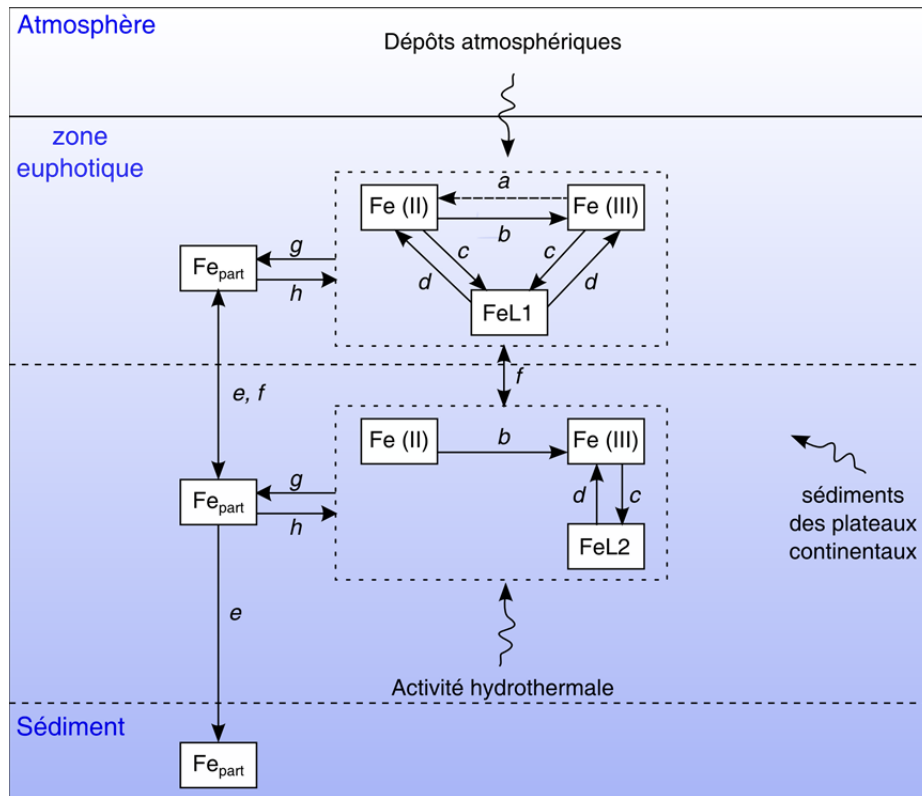 Atmosphère
Dépôts atmosphériques
zone
euphotique
a
Fe (II)
Fe (III)
b
c
c
d
d
FeL1
g
Fe_part
h
f
e, f
Fe (II)
b
Fe (III)
g
Fe_part
h
d
c
FeL2
sédiments
des plateaux
continentaux
e
Activité hydrothermale
Sédiment
Fe_part